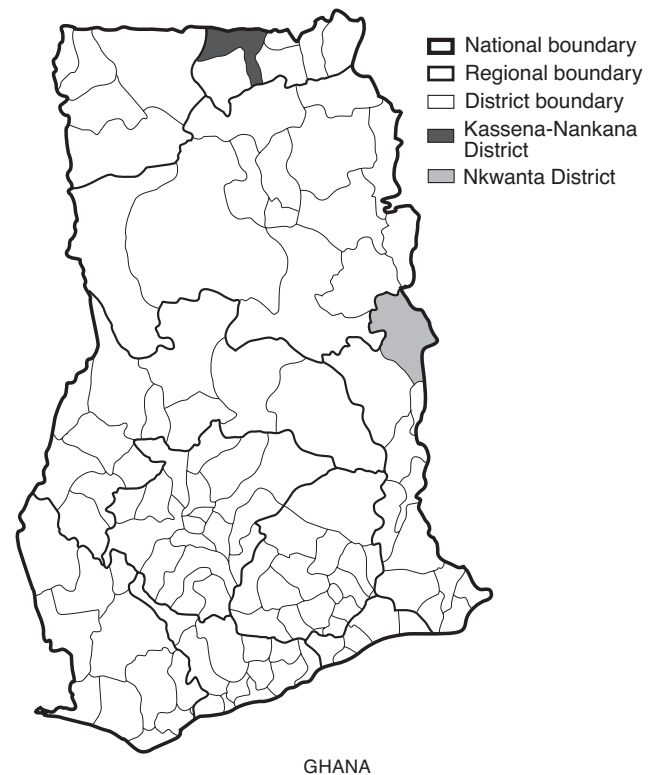 National boundary
Regional boundary
District boundary
Kassena-Nankana
District
Nkwanta District
GHANA